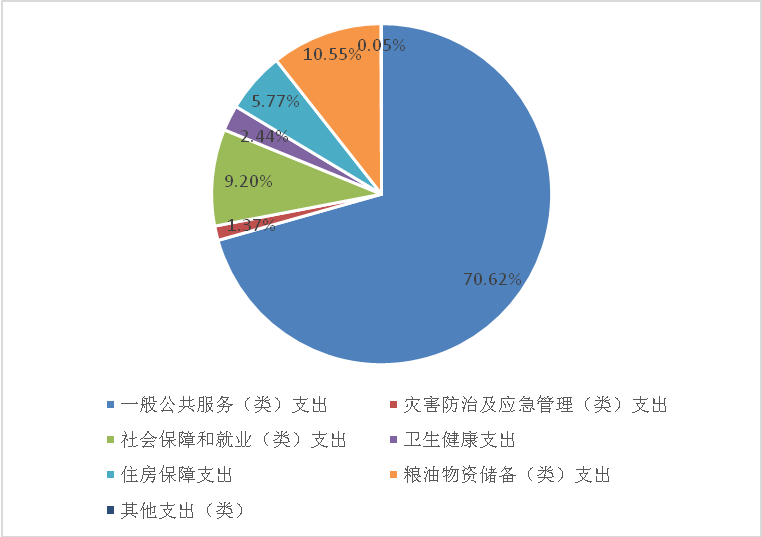 0.05%
10.55%
5.77%
2.44%
9.20%
1.37%
70.62%
一般公共服务（类）支出
灾害防治及应急管理（类）支出
社会保障和就业（类）支出
卫生健康支出
住房保障支出
粮油物资储备（类）支出
其他支出（类）